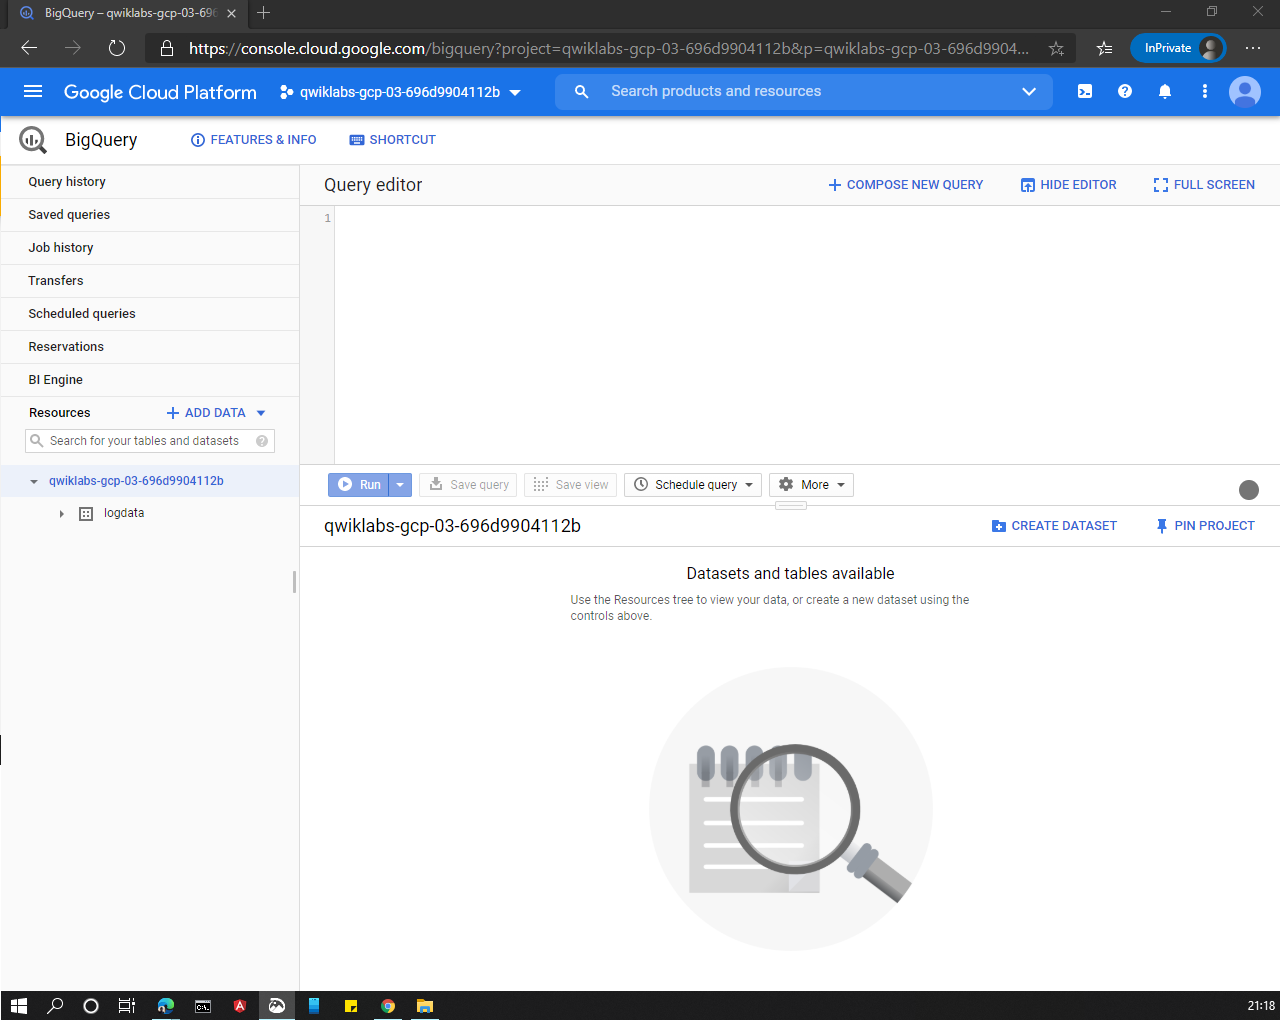 BigQuery – qwiklabs-gcp-03-696
https://console.cloud.google.com/bigquery?project=qwiklabs-gcp-03-696d9904112b&p=qwiklabs-gcp-03-696d9904...
InPrivate
Google Cloud Platform
qwiklabs-gcp-03-696d9904112b
Search products and resources
BigQuery
FEATURES & INFO
SHORTCUT
Query history
Saved queries
Job history
Transfers
Scheduled queries
Reservations
BI Engine
Resources
ADD DATA
Search for your tables and datasets
qwiklabs-gcp-03-696d9904112b
logdata
Query editor
COMPOSE NEW QUERY
HIDE EDITOR
FULL SCREEN
1
Run
Save query
Save view
Schedule query
More
qwiklabs-gcp-03-696d9904112b
CREATE DATASET
PIN PROJECT
Datasets and tables available
Use the Resources tree to view your data, or create a new dataset using the
controls above.
21:18